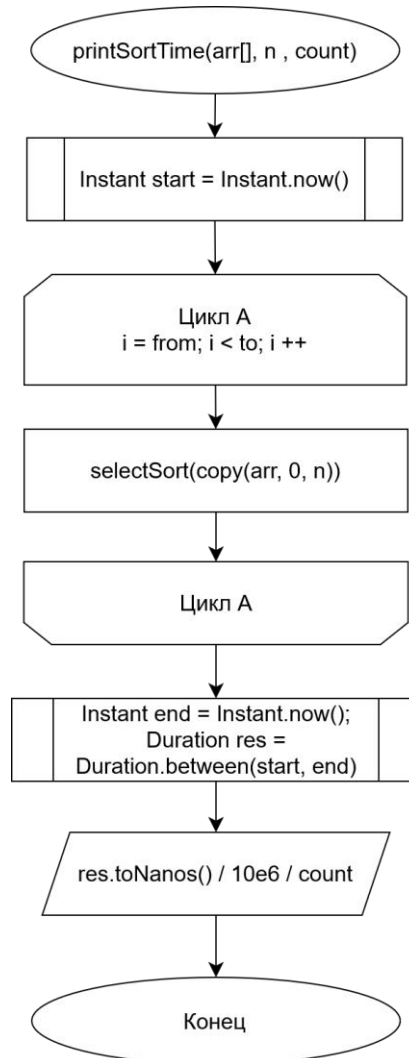 printSortTime(arr[], n , count)
Instant start = Instant.now()
Цикл А
i = from; i < to; i ++
selectSort(copy(arr, 0, n))
Цикл А
Instant end = Instant.now();
Duration res =
Duration.between(start, end)
res.toNanos() / 10e6 / count
Конец